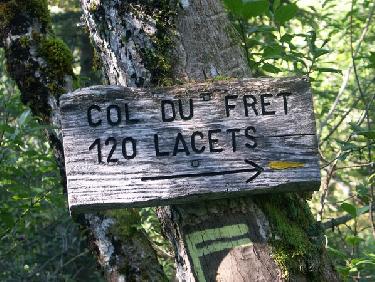 COL DU FRET
120 LACETS